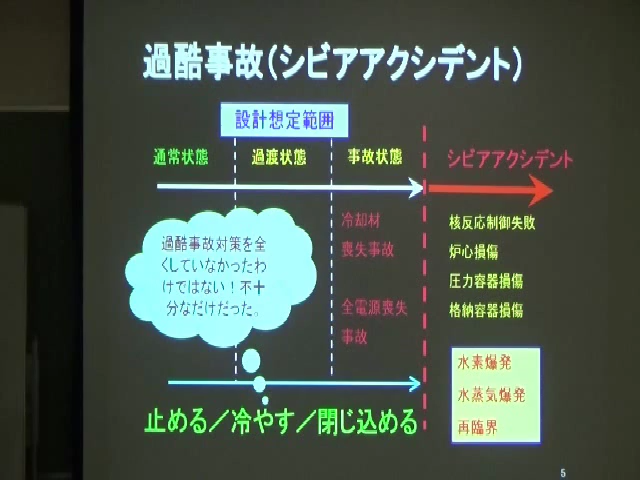 過酷事故(シビアアクシデント)
設計想定範囲
通常状態
過渡状態
事故状態
シビアアクシデント
過酷事故対策を全
くしていなかったわ
けではない!不十
分なだけだった。
冷却材
喪失事故
全電源喪失
事故
核反応制御失敗
炉心損傷
圧力容器損傷
格納容器損傷
水素爆発
水蒸気爆発
再臨界
止める/冷やす/閉じ込める
5